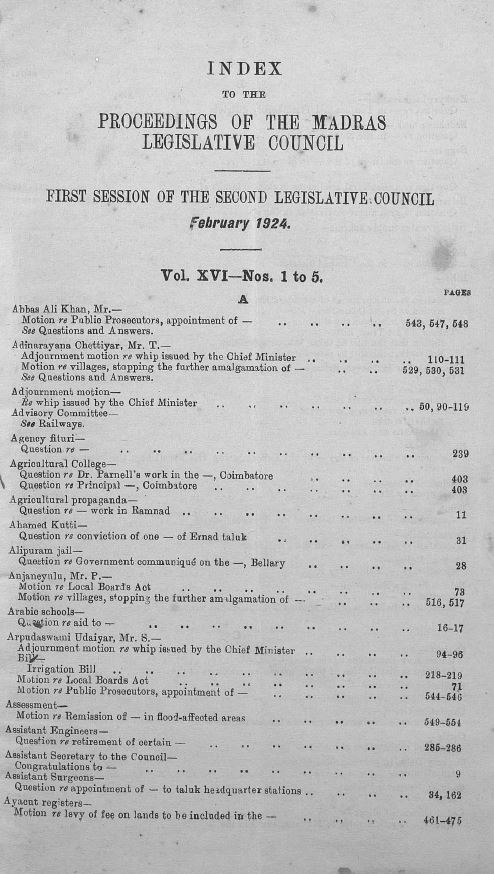 INDEX
TO THE
PROCEEDINGS OF THE MADRAS
LEGISLATIVE COUNCIL
FIRST SESSION OF THE SECOND LEGISLATIVE COUNCIL
February 1924.
Vol. XVI—Nos. 1 to 5.
A
PAGES
Abbas Ali Khan, Mr.—
Motion re Public Prosecutors, appointment of — .. .. .. .. 543, 547, 548
See Questions and Answers.
Adinarayana Chettiyar, Mr. T.—
Adjournment motion re whip issued by the Chief Minister .. .. .. .. 110-111
Motion re villages, stopping the further amalgamation of — .. .. 529, 530, 531
See Questions and Answers.
Adjournment motion—
Re whip issued by the Chief Minister .. .. .. .. .. .. .. 50, 90-119
Advisory Committee—
See Railways.
Agency fituri—
Question re — .. .. .. .. .. .. .. .. .. .. 239
Agricultural College—
Question re Dr. Parnell's work in the —, Coimbatore .. .. .. .. 403
Question re Principal —, Coimbatore .. .. .. .. .. .. .. 403
Agricultural propaganda—
Question re — work in Ramnad .. .. .. .. .. .. .. .. 11
Ahamed Kutti—
Question re conviction of one — of Ernad taluk .. .. .. .. .. 31
Alipuram jail—
Question re Government communiqué on the —, Bellary .. .. .. .. 28
Anjaneyulu, Mr. P.—
Motion re Local Boards Act .. .. .. .. .. .. .. .. 73
Motion re villages, stopping the further amalgamation of — .. .. .. 516, 517
Arabic schools—
Question re aid to — .. .. .. .. .. .. .. .. .. 16-17
Arpudaswami Udaiyar, Mr. S.—
Adjournment motion re whip issued by the Chief Minister .. .. .. .. 94-96
Bill—
Irrigation Bill .. .. .. .. .. .. .. .. .. .. 218-219
Motion re Local Boards Act .. .. .. .. .. .. .. .. 71
Motion re Public Prosecutors, appointment of — .. .. .. .. 544-546
Assessment—
Motion re Remission of — in flood-affected areas .. .. .. .. .. 549-554
Assistant Engineers—
Question re retirement of certain — .. .. .. .. .. .. .. 285-286
Assistant Secretary to the Council—
Congratulations to — .. .. .. .. .. .. .. .. .. 9
Assistant Surgeons—
Question re appointment of — to taluk headquarter stations .. .. .. .. 34, 162
Ayacut registers—
Motion re levy of fee on lands to be included in the — .. .. .. .. 461-475